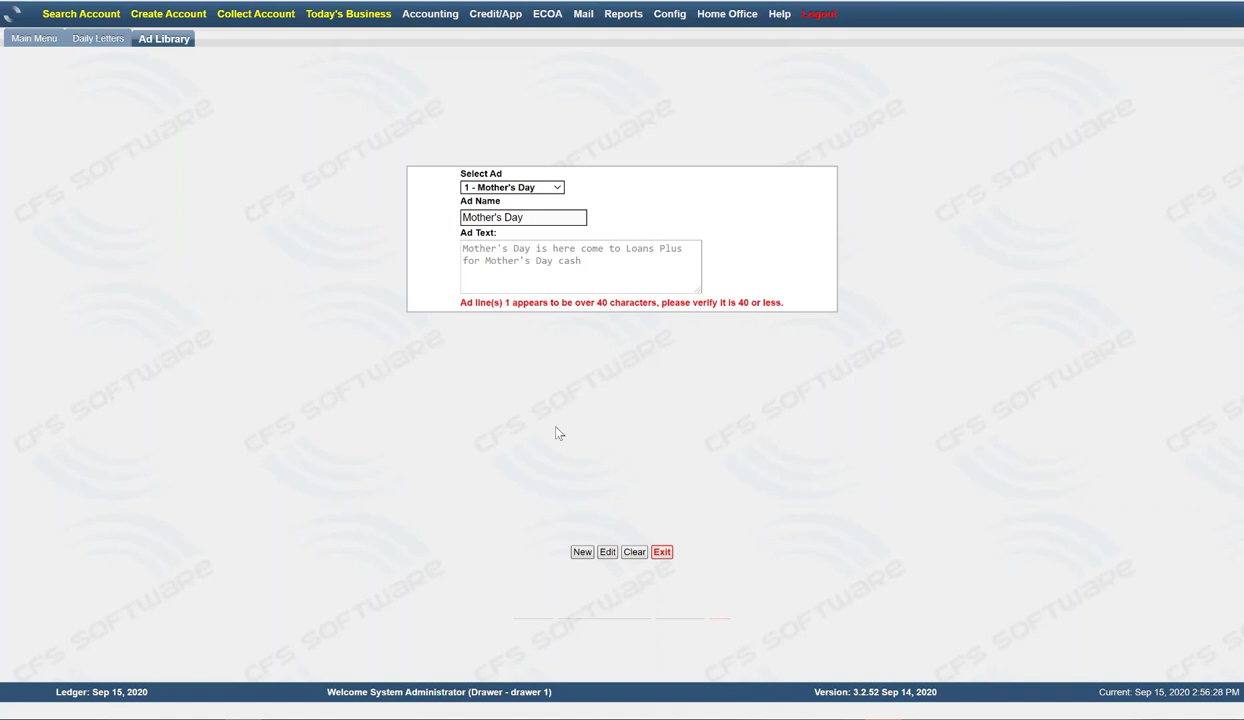 Search Account Create Account Collect Account Today's Business Accounting Credit/App ECOA Mail Reports Config Home Office Help Logout
Main Menu Daily Letters Ad Library
Select Ad
1 - Mother's Day
Ad Name
Mother's Day
Ad Text:
Mother's Day is here come to Loans Plus
for Mother's Day cash
Ad line(s) 1 appears to be over 40 characters, please verify it is 40 or less.
New Edit Clear Exit
Ledger: Sep 15, 2020 Welcome System Administrator (Drawer - drawer 1) Version: 3.2.52 Sep 14, 2020 Current: Sep 15, 2020 2:56:28 PM
CFS SOFTWARE